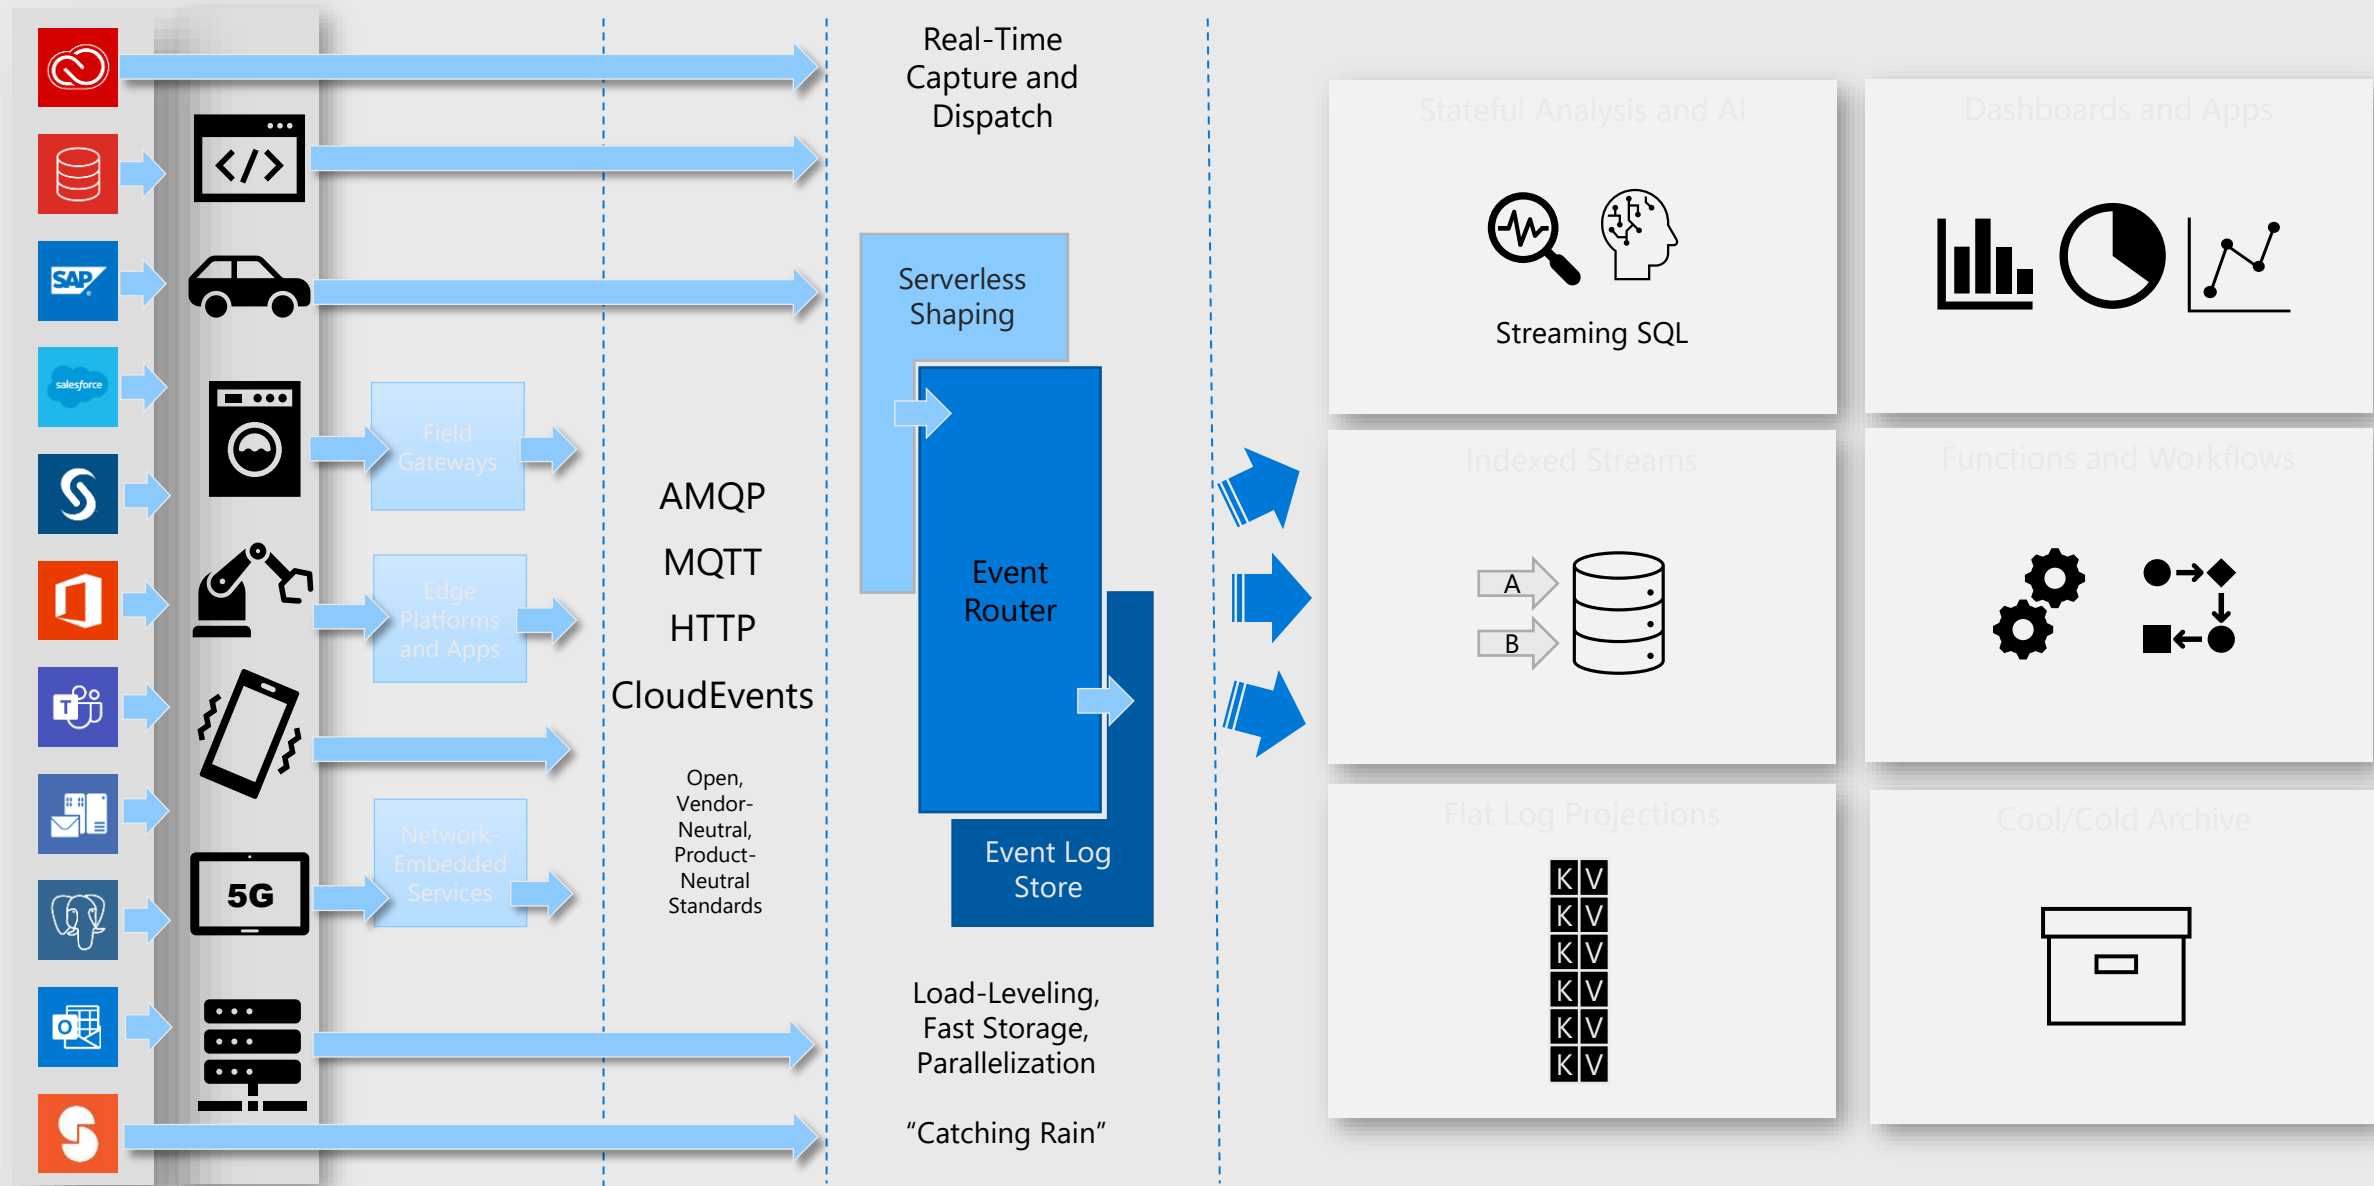 SAP
salesforce
T
O
</>
5G
Field
Gateways
Edge
Platforms
and Apps
Network-
Embedded
Services
AMQP
MQTT
HTTP
CloudEvents
Open,
Vendor-
Neutral,
Product-
Neutral
Standards
Real-Time
Capture and
Dispatch
Serverless
Shaping
Event
Router
Event Log
Store
Load-Leveling,
Fast Storage,
Parallelization
“Catching Rain”
Stateful Analysis and AI
Streaming SQL
Dashboards and Apps
Indexed Streams
A
B
Functions and Workflows
Flat Log Projections
K V
K V
K V
K V
K V
K V
Cool/Cold Archive